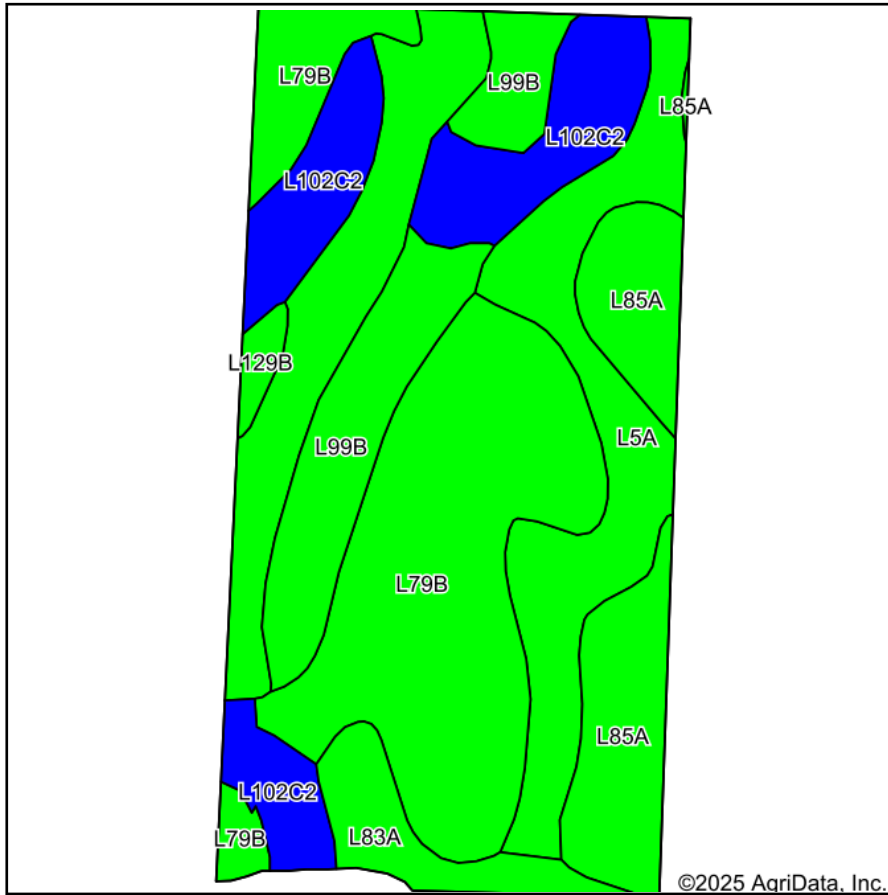 L79B
L99B
L85A
L102C2
L102C2
L85A
L129B
L5A
L99B
L79B
L85A
L102C2
L79B
L83A
©2025 AgriData, Inc.